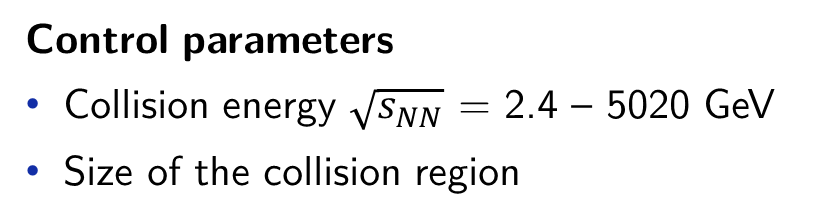 Control parameters
• Collision energy √s_NN = 2.4 – 5020 GeV
• Size of the collision region